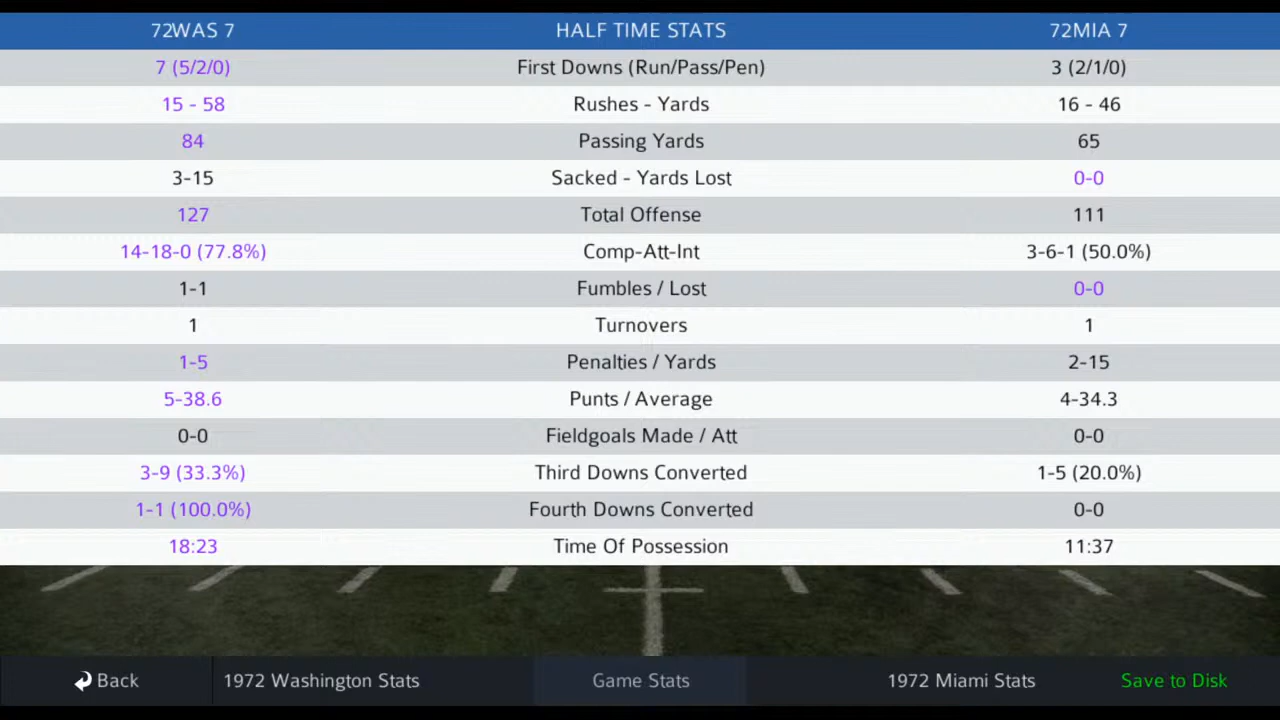 72WAS 7 HALF TIME STATS 72MIA 7
7 (5/2/0) First Downs (Run/Pass/Pen) 3 (2/1/0)
15 - 58 Rushes - Yards 16 - 46
84 Passing Yards 65
3-15 Sacked - Yards Lost 0-0
127 Total Offense 111
14-18-0 (77.8%) Comp-Att-Int 3-6-1 (50.0%)
1-1 Fumbles / Lost 0-0
1 Turnovers 1
1-5 Penalties / Yards 2-15
5-38.6 Punts / Average 4-34.3
0-0 Fieldgoals Made / Att 0-0
3-9 (33.3%) Third Downs Converted 1-5 (20.0%)
1-1 (100.0%) Fourth Downs Converted 0-0
18:23 Time Of Possession 11:37
Back 1972 Washington Stats Game Stats 1972 Miami Stats Save to Disk